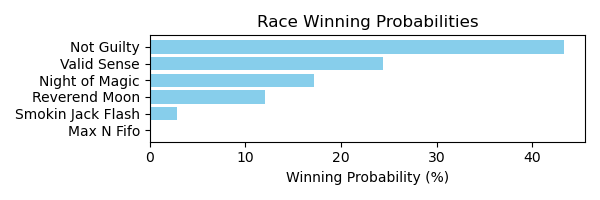 Race Winning Probabilities
Not Guilty
Valid Sense
Night of Magic
Reverend Moon
Smokin Jack Flash
Max N Fifo
0 10 20 30 40
Winning Probability (%)